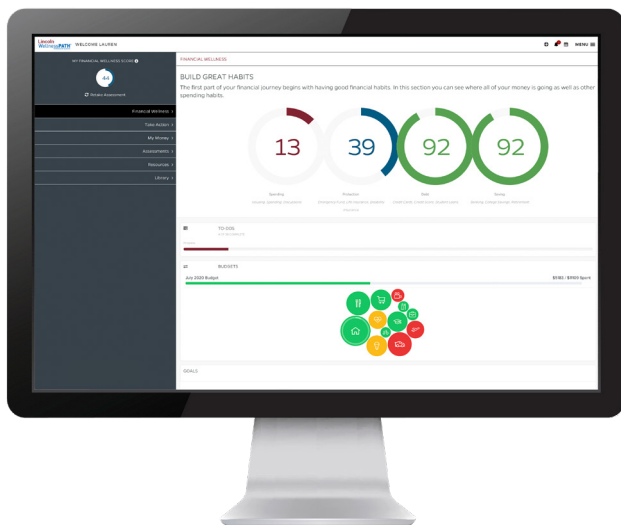 Lincoln
WellnessPATH WELCOME LAUREN
MENU
MY FINANCIAL WELLNESS SCORE
44
Retake Assessment
Financial Wellness
Take Action
My Money
Assessments
Resources
Library
FINANCIAL WELLNESS
BUILD GREAT HABITS
The first part of your financial journey begins with having good financial habits. In this section you can see where all of your money is going as well as other
spending habits.
13
39
92
92
Spending
Protection
Debt
Saving
TO-DOS
BUDGETS
July 2020 Budget
Spent
GOALS